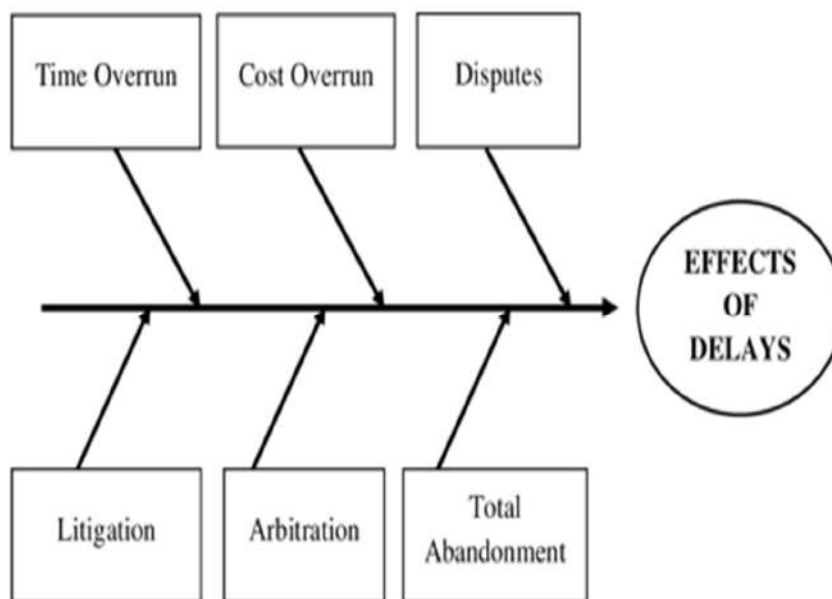 Time Overrun
Cost Overrun
Disputes
EFFECTS
OF
DELAYS
Litigation
Arbitration
Total
Abandonment